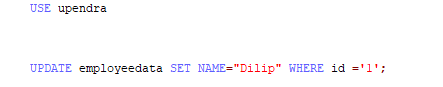 USE upendra
UPDATE employeedata SET NAME="Dilip" WHERE id ='1';